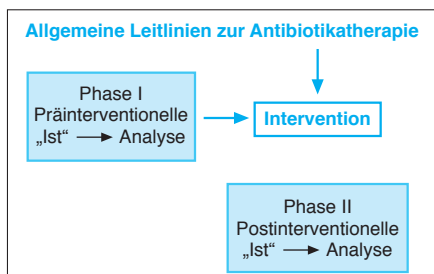 Allgemeine Leitlinien zur Antibiotikatherapie
Phase I
Präinterventionelle
„Ist“ → Analyse
Intervention
Phase II
Postinterventionelle
„Ist“ → Analyse